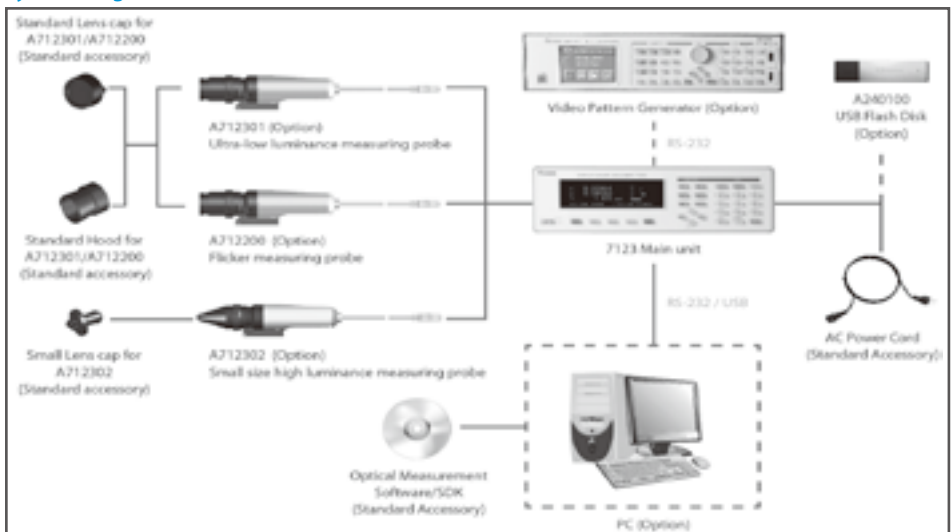 Standard Lens cap for
A712301/A712200
(Standard accessory)
A712301 (Option)
Ultra-low luminance measuring probe
Video Pattern Generator (Option)
A240100
USB Flash Disk
(Option)
RS-232
Standard Hood for
A712301/A712200
(Standard accessory)
A712200 (Option)
Flicker measuring probe
7123 Main unit
RS-232 / USB
AC Power Cord
(Standard Accessory)
Small Lens cap for
A712302
(Standard accessory)
A712302 (Option)
Small size high luminance measuring probe
Optical Measurement
Software/SDK
(Standard Accessory)
PC (Option)